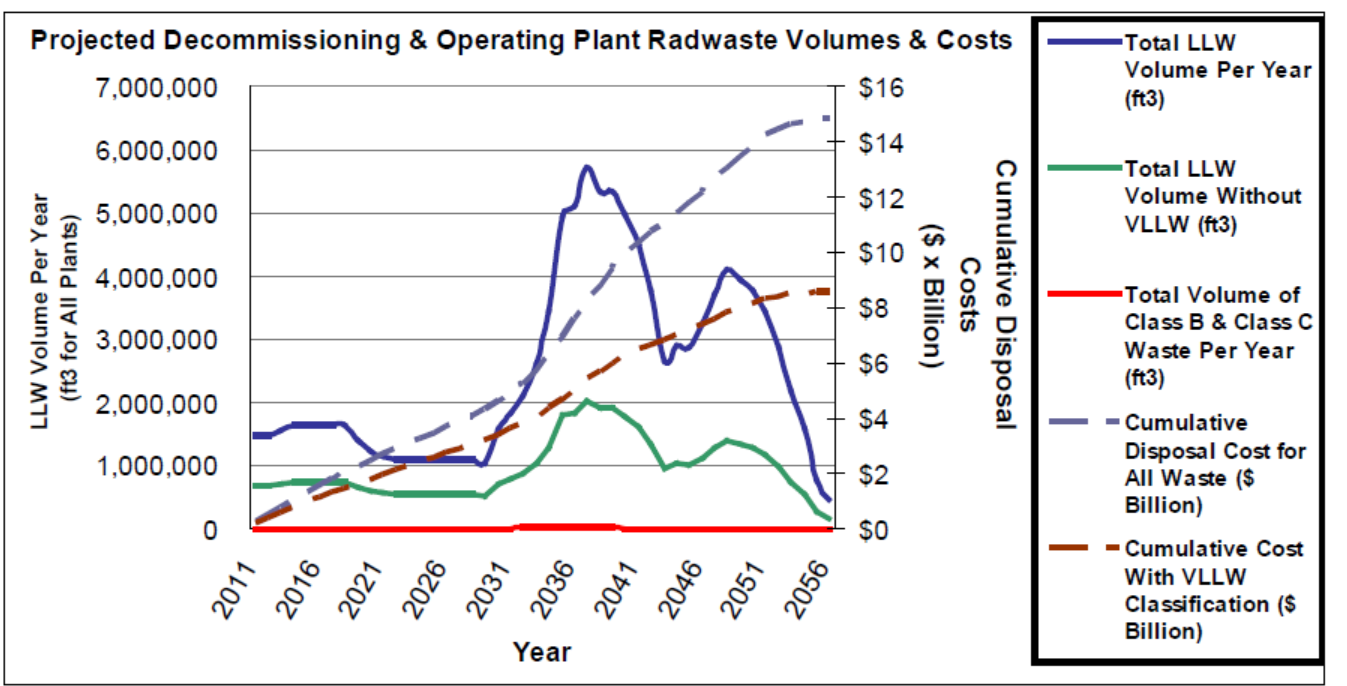 Projected Decommissioning & Operating Plant Radwaste Volumes & Costs
7,000,000
6,000,000
5,000,000
4,000,000
3,000,000
2,000,000
1,000,000
0
LLW Volume Per Year
(ft3 for All Plants)
$16
$14
$12
$10
$8
$6
$4
$2
$0
Cumulative Disposal
Costs
($ x Billion)
2011
2016
2021
2026
2031
2036
2041
2046
2051
2056
Year
Total LLW
Volume Per Year
(ft3)
Total LLW
Volume Without
VLLW (ft3)
Total Volume of
Class B & Class C
Waste Per Year
(ft3)
Cumulative
Disposal Cost for
All Waste ($
Billion)
Cumulative Cost
With VLLW
Classification ($
Billion)